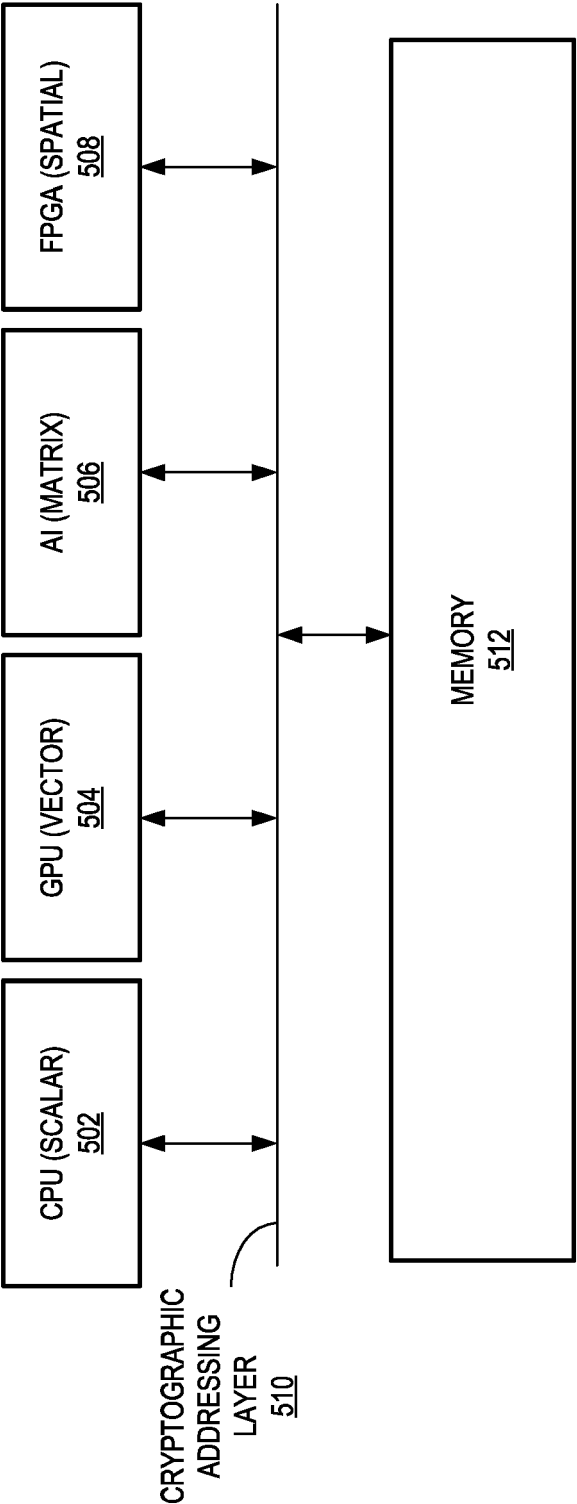 CPU (SCALAR)
502
GPU (VECTOR)
504
AI (MATRIX)
506
FPGA (SPATIAL)
508
CRYPTOGRAPHIC
ADDRESSING
LAYER
510
MEMORY
512